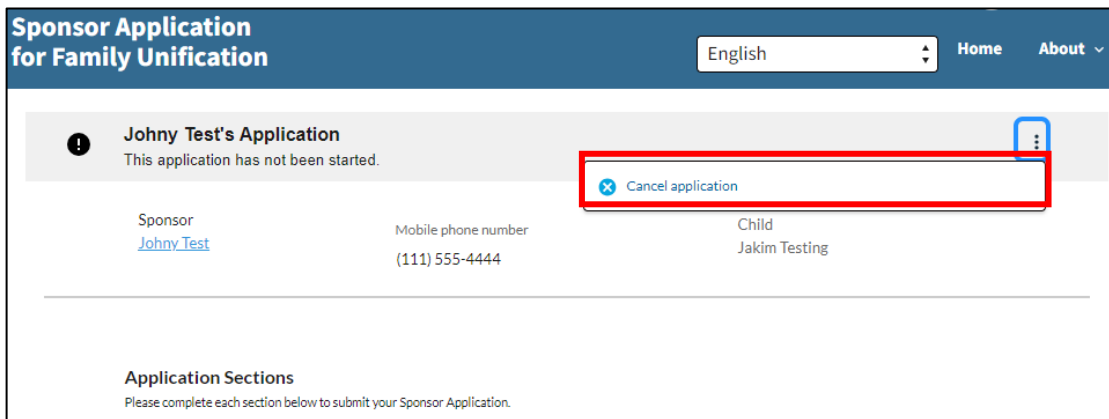 Sponsor Application
for Family Unification
English
Home
About
Johny Test's Application
This application has not been started.
Cancel application
Sponsor
Johny Test
Mobile phone number
(111) 555-4444
Child
Jakim Testing
Application Sections
Please complete each section below to submit your Sponsor Application.